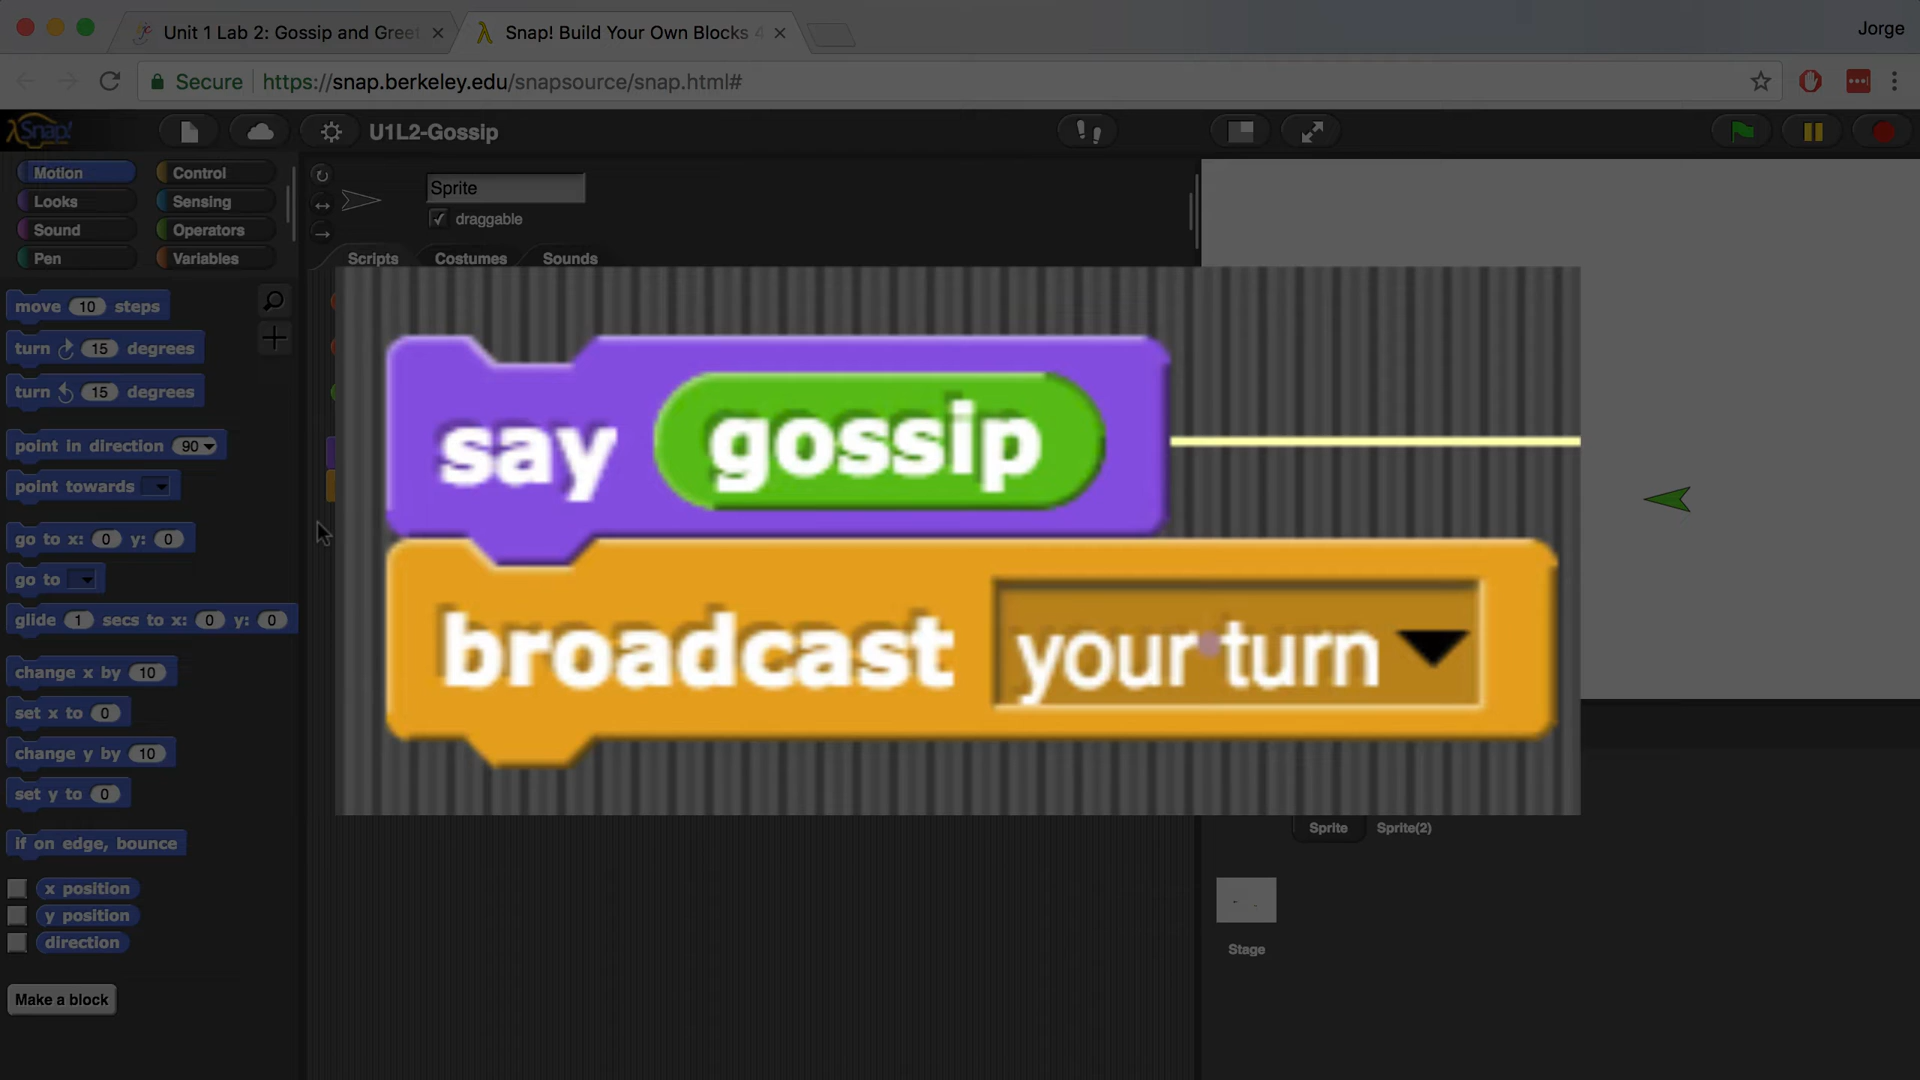 Unit 1 Lab 2: Gossip and Greet
Snap! Build Your Own Blocks 4
Jorge
Secure https://snap.berkeley.edu/snapsource/snap.html#
Snap!
U1L2-Gossip
Motion
Control
Looks
Sensing
Sound
Operators
Pen
Variables
Sprite
draggable
Scripts
Costumes
Sounds
move 10 steps
turn 15 degrees
turn 15 degrees
point in direction 90
point towards
go to x: 0 y: 0
go to
glide 1 secs to x: 0 y: 0
change x by 10
set x to 0
change y by 10
set y to 0
if on edge, bounce
x position
y position
direction
Make a block
say gossip
broadcast your turn
Sprite
Sprite(2)
Stage